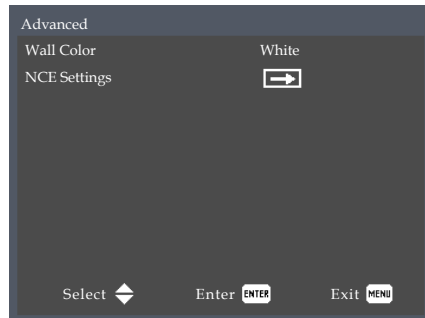 Advanced
Wall Color White
NCE Settings
Select Enter ENTER Exit MENU